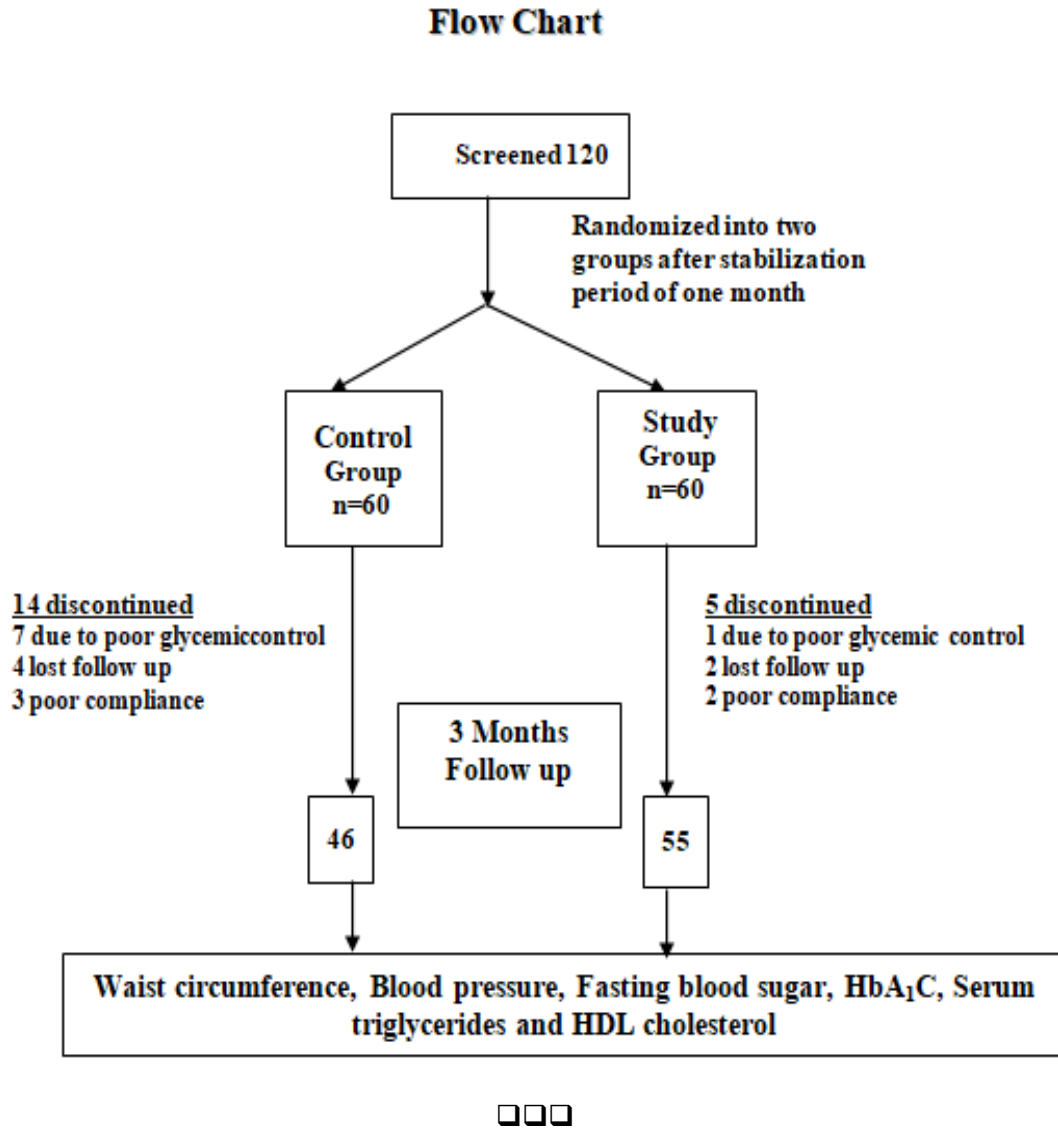 Flow Chart
Screened 120
Randomized into two
groups after stabilization
period of one month
Control
Group
n=60
Study
Group
n=60
14 discontinued
7 due to poor glycemiccontrol
4 lost follow up
3 poor compliance
5 discontinued
1 due to poor glycemic control
2 lost follow up
2 poor compliance
3 Months
Follow up
46
55
Waist circumference, Blood pressure, Fasting blood sugar, HbA₁C, Serum
triglycerides and HDL cholesterol